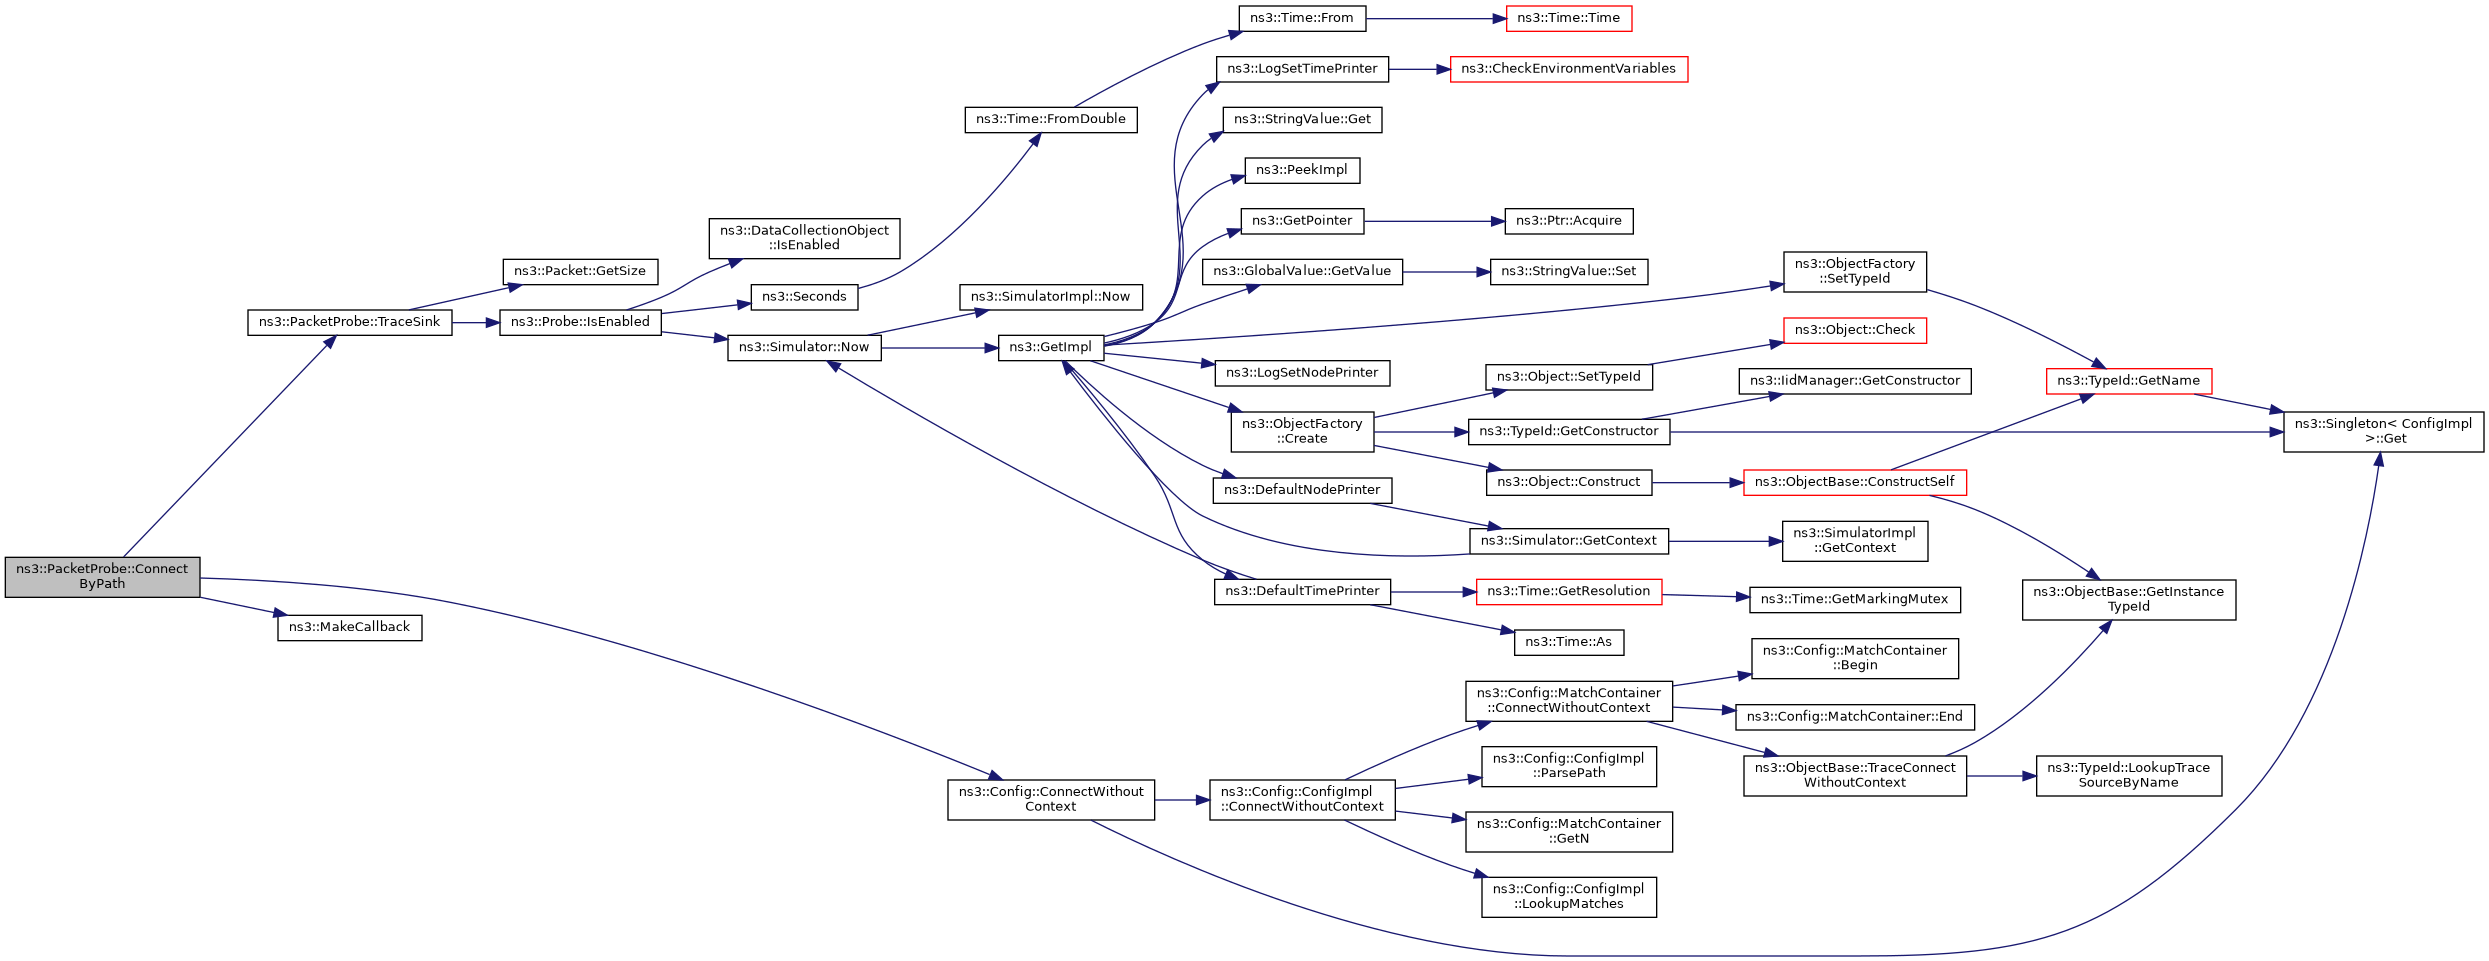 ns3::PacketProbe::Connect
ByPath
ns3::PacketProbe::TraceSink
ns3::MakeCallback
ns3::Packet::GetSize
ns3::Probe::IsEnabled
ns3::DataCollectionObject
::IsEnabled
ns3::Seconds
ns3::Simulator::Now
ns3::Time::FromDouble
ns3::SimulatorImpl::Now
ns3::GetImpl
ns3::Config::ConnectWithout
Context
ns3::Time::From
ns3::LogSetTimePrinter
ns3::StringValue::Get
ns3::PeekImpl
ns3::GetPointer
ns3::GlobalValue::GetValue
ns3::LogSetNodePrinter
ns3::ObjectFactory
::Create
ns3::DefaultNodePrinter
ns3::DefaultTimePrinter
ns3::Config::ConfigImpl
::ConnectWithoutContext
ns3::Time::Time
ns3::CheckEnvironmentVariables
ns3::Ptr::Acquire
ns3::StringValue::Set
ns3::Object::SetTypeId
ns3::TypeId::GetConstructor
ns3::Object::Construct
ns3::Simulator::GetContext
ns3::Time::GetResolution
ns3::Time::As
ns3::Config::MatchContainer
::ConnectWithoutContext
ns3::Config::ConfigImpl
::ParsePath
ns3::Config::MatchContainer
::GetN
ns3::Config::ConfigImpl
::LookupMatches
ns3::ObjectFactory
::SetTypeId
ns3::Object::Check
ns3::IidManager::GetConstructor
ns3::ObjectBase::ConstructSelf
ns3::SimulatorImpl
::GetContext
ns3::Time::GetMarkingMutex
ns3::Config::MatchContainer
::Begin
ns3::Config::MatchContainer::End
ns3::ObjectBase::TraceConnect
WithoutContext
ns3::TypeId::GetName
ns3::ObjectBase::GetInstance
TypeId
ns3::TypeId::LookupTrace
SourceByName
ns3::Singleton< ConfigImpl
>::Get